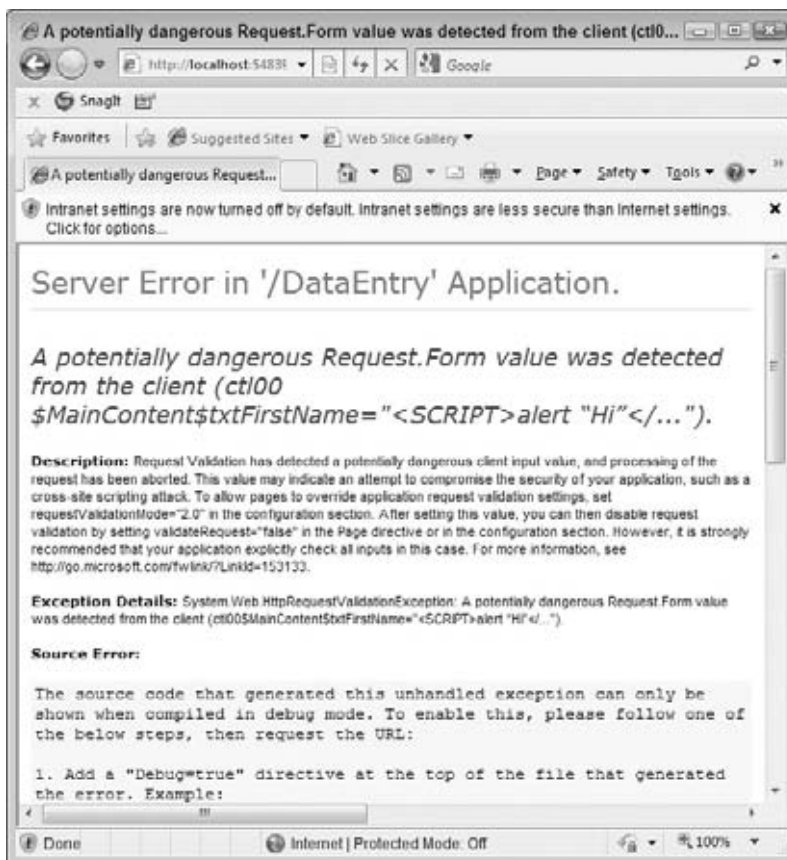 A potentially dangerous Request.Form value was detected from the client (ctl0...
http://localhost:5483
Google
x SnagIt
Favorites Suggested Sites Web Slice Gallery
A potentially dangerous Request... Page Safety Tools
Intranet settings are now turned off by default. Intranet settings are less secure than Internet settings.
Click for options...
Server Error in '/DataEntry' Application.
A potentially dangerous Request.Form value was detected
from the client (ctl00
$MainContent$txtFirstName="<SCRIPT>alert “Hi”</...").
Description: Request Validation has detected a potentially dangerous client input value, and processing of the
request has been aborted. This value may indicate an attempt to compromise the security of your application, such as a
cross-site scripting attack. To allow pages to override application request validation settings, set
requestValidationMode="2.0" in the configuration section. After setting this value, you can then disable request
validation by setting validateRequest="false" in the Page directive or in the configuration section. However, it is strongly
recommended that your application explicitly check all inputs in this case. For more information, see
http://go.microsoft.com/fwlink/?LinkId=153133.
Exception Details: System.Web.HttpRequestValidationException: A potentially dangerous Request.Form value
was detected from the client (ctl00$MainContent$txtFirstName="<SCRIPT>alert “Hi”</...").
Source Error:
The source code that generated this unhandled exception can only be
shown when compiled in debug mode. To enable this, please follow one of
the below steps, then request the URL:
1. Add a "Debug=true" directive at the top of the file that generated
the error. Example:
Done Internet | Protected Mode: Off 100%